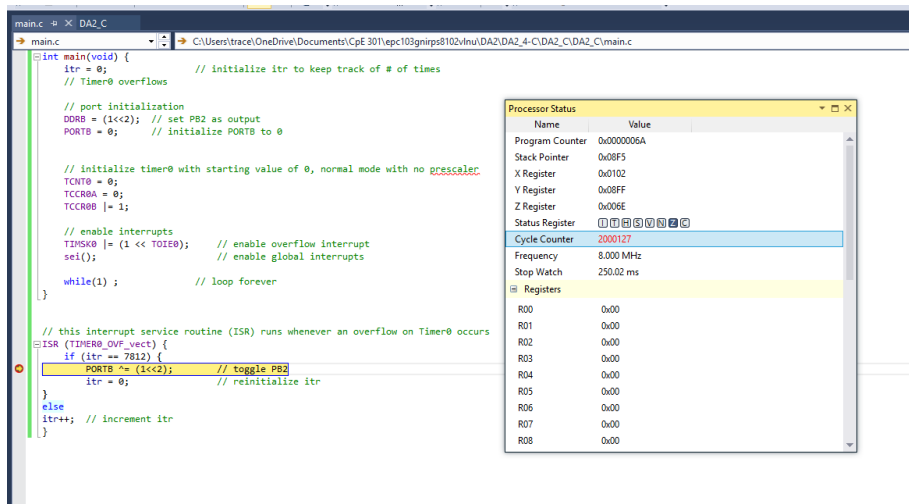 main.c DA2_C
main.c C:\Users\trace\OneDrive\Documents\CpE 301\epc103gnirps8102vlnu\DA2\DA2_4-C\DA2_C\DA2_C\main.c
int main(void) {
itr = 0; // initialize itr to keep track of # of times
// Timer0 overflows
// port initialization
DDRB = (1<<2); // set PB2 as output
PORTB = 0; // initialize PORTB to 0
// initialize timer0 with starting value of 0, normal mode with no prescaler
TCNT0 = 0;
TCCR0A = 0;
TCCR0B |= 1;
// enable interrupts
TIMSK0 |= (1 << TOIE0); // enable overflow interrupt
sei(); // enable global interrupts
while(1) ; // loop forever
}
// this interrupt service routine (ISR) runs whenever an overflow on Timer0 occurs
ISR (TIMER0_OVF_vect) {
if (itr == 7812) {
PORTB ^= (1<<2); // toggle PB2
itr = 0; // reinitialize itr
}
else
itr++; // increment itr
}
Processor Status
Name Value
Program Counter 0x0000006A
Stack Pointer 0x08F5
X Register 0x0102
Y Register 0x08FF
Z Register 0x006E
Status Register I T H S V N Z C
Cycle Counter 2000127
Frequency 8.000 MHz
Stop Watch 250.02 ms
Registers
R00 0x00
R01 0x00
R02 0x00
R03 0x00
R04 0x00
R05 0x00
R06 0x00
R07 0x00
R08 0x00